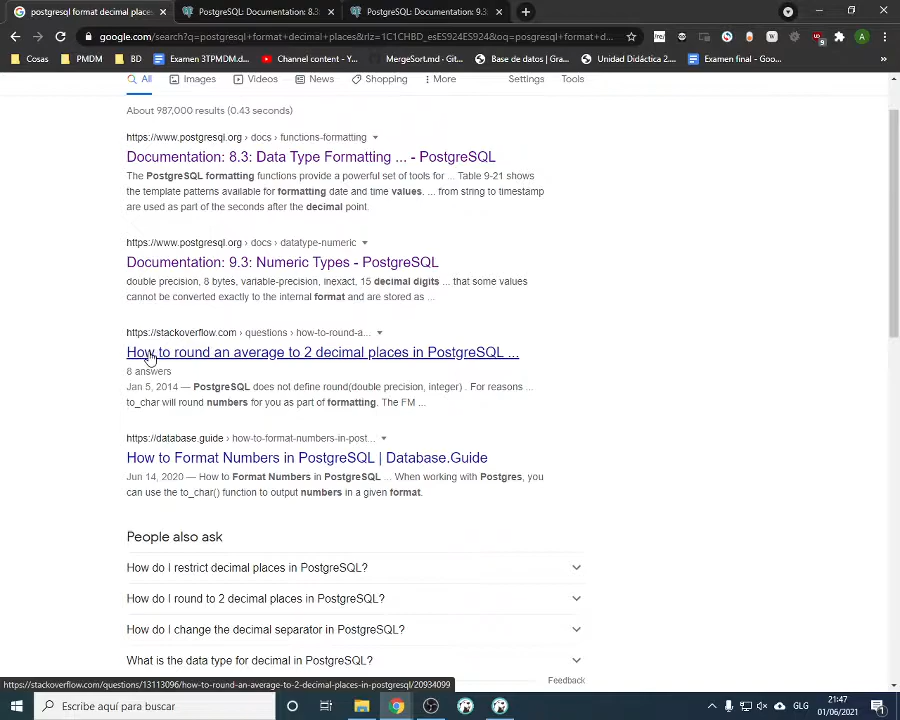 postgresql format decimal places
PostgreSQL: Documentation: 8.3:
PostgreSQL: Documentation: 9.3:
google.com/search?q=postgresql+format+decimal+places&rlz=1C1CHBD_esES924ES924&oq=posgresql+format+d...
Cosas
PMDM
BD
Examen 3TPMDM.d...
Channel content - Y...
MergeSort.md - Git...
Base de datos | Gra...
Unidad Didáctica 2...
Examen final - Goo...
»
All
Images
Videos
News
Shopping
More
Settings
Tools
About 987,000 results (0.43 seconds)
https://www.postgresql.org › docs › functions-formatting
Documentation: 8.3: Data Type Formatting ... - PostgreSQL
The PostgreSQL formatting functions provide a powerful set of tools for ... Table 9-21 shows
the template patterns available for formatting date and time values. ... from string to timestamp
are used as part of the seconds after the decimal point.
https://www.postgresql.org › docs › datatype-numeric
Documentation: 9.3: Numeric Types - PostgreSQL
double precision, 8 bytes, variable-precision, inexact, 15 decimal digits ... that some values
cannot be converted exactly to the internal format and are stored as ...
https://stackoverflow.com › questions › how-to-round-a...
How to round an average to 2 decimal places in PostgreSQL ...
8 answers
Jan 5, 2014 — PostgreSQL does not define round(double precision, integer) . For reasons ...
to_char will round numbers for you as part of formatting. The FM ...
https://database.guide › how-to-format-numbers-in-post...
How to Format Numbers in PostgreSQL | Database.Guide
Jun 14, 2020 — How to Format Numbers in PostgreSQL ... When working with Postgres, you
can use the to_char() function to output numbers in a given format.
People also ask
How do I restrict decimal places in PostgreSQL?
How do I round to 2 decimal places in PostgreSQL?
How do I change the decimal separator in PostgreSQL?
What is the data type for decimal in PostgreSQL?
Feedback
https://stackoverflow.com/questions/13113096/how-to-round-an-average-to-2-decimal-places-in-postgresql/20934099
Escribe aquí para buscar
GLG
21:47
01/06/2021